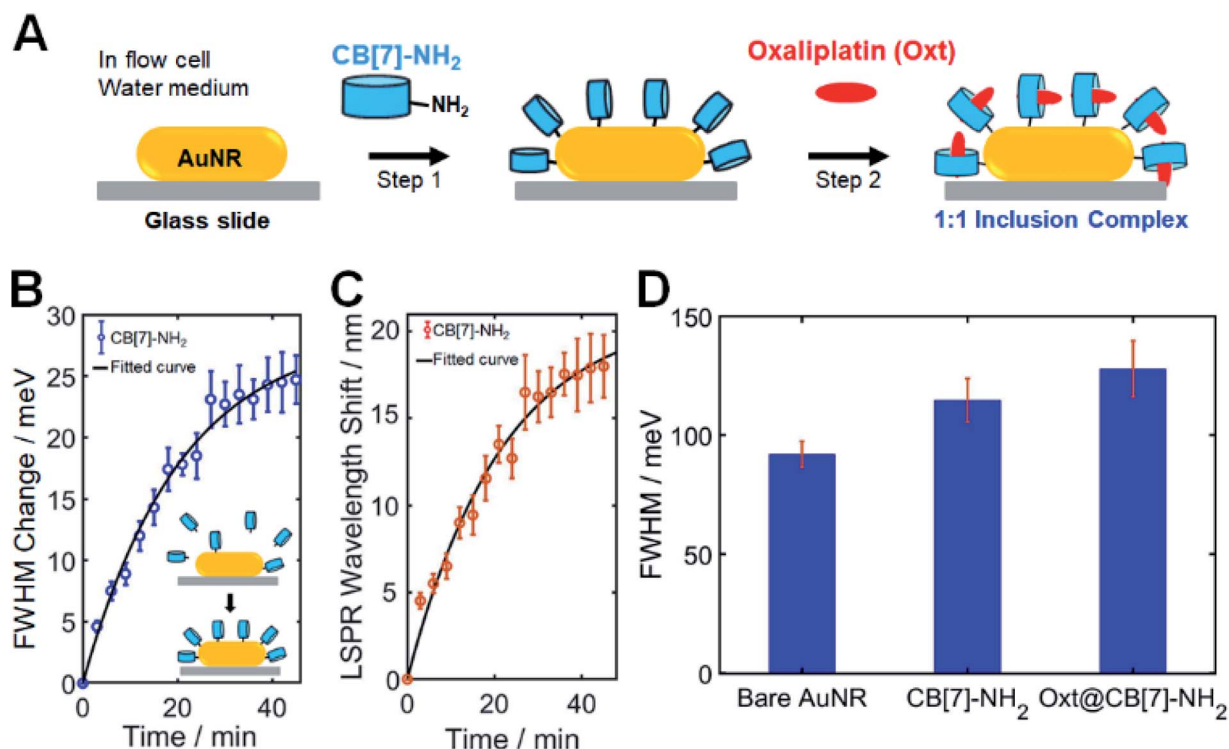 A
In flow cell
Water medium
AuNR
Glass slide
CB[7]-NH₂
NH₂
Step 1
Oxaliplatin (Oxt)
Step 2
1:1 Inclusion Complex
B
FWHM Change / meV
30
25
20
15
10
5
0
CB[7]-NH₂
Fitted curve
0
20
40
Time / min
C
LSPR Wavelength Shift / nm
20
15
10
5
0
CB[7]-NH₂
Fitted curve
0
20
40
Time / min
D
FWHM / meV
150
100
50
0
Bare AuNR
CB[7]-NH₂
Oxt@CB[7]-NH₂